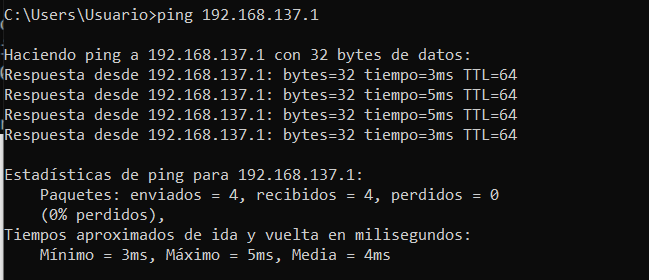 C:\Users\Usuario>ping 192.168.137.1
Haciendo ping a 192.168.137.1 con 32 bytes de datos:
Respuesta desde 192.168.137.1: bytes=32 tiempo=3ms TTL=64
Respuesta desde 192.168.137.1: bytes=32 tiempo=5ms TTL=64
Respuesta desde 192.168.137.1: bytes=32 tiempo=5ms TTL=64
Respuesta desde 192.168.137.1: bytes=32 tiempo=3ms TTL=64
Estadísticas de ping para 192.168.137.1:
Paquetes: enviados = 4, recibidos = 4, perdidos = 0
(0% perdidos),
Tiempos aproximados de ida y vuelta en milisegundos:
Mínimo = 3ms, Máximo = 5ms, Media = 4ms